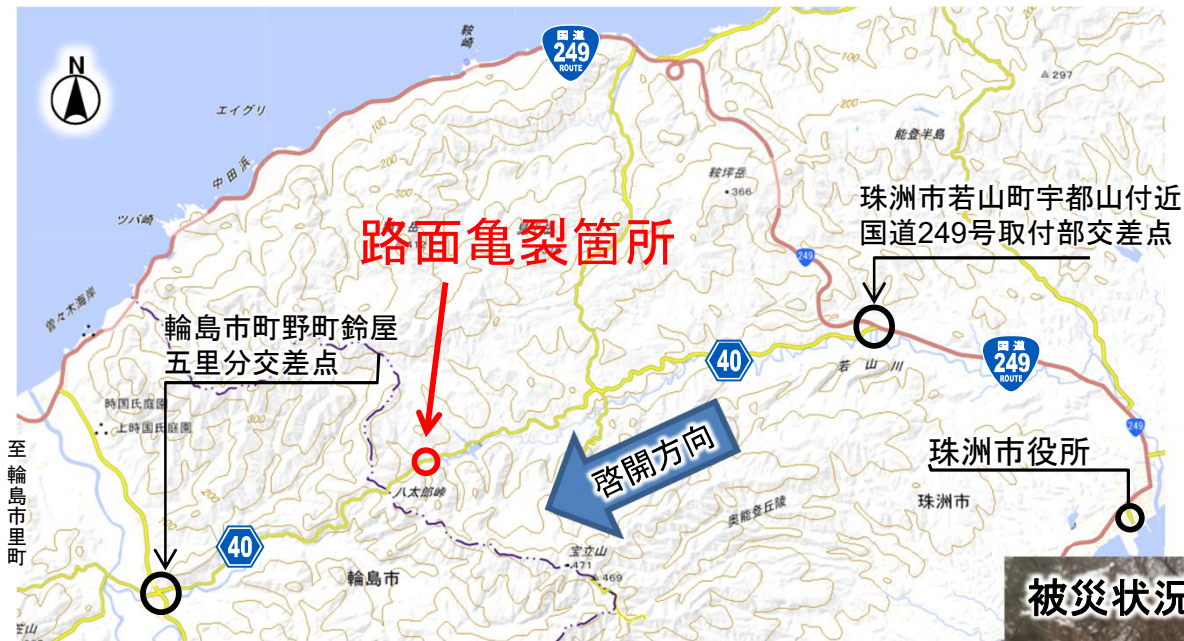 N
鞍崎
国道
249
ROUTE
297
エイグリ
100
200
能登半島
中田浜
鞍坪岳
366
ツバ崎
珠洲市若山町宇都山付近
国道249号取付部交差点
路面亀裂箇所
249
曽々木海岸
輪島市町野町鈴屋
五里分交差点
40
若山川
国道
249
ROUTE
時国氏庭園
上時国氏庭園
300
249
啓開方向
珠洲市役所
至輪島市里町
八太郎峠
200
奥能登丘陵
珠洲市
40
宝立山
471
469
輪島市
被災状況